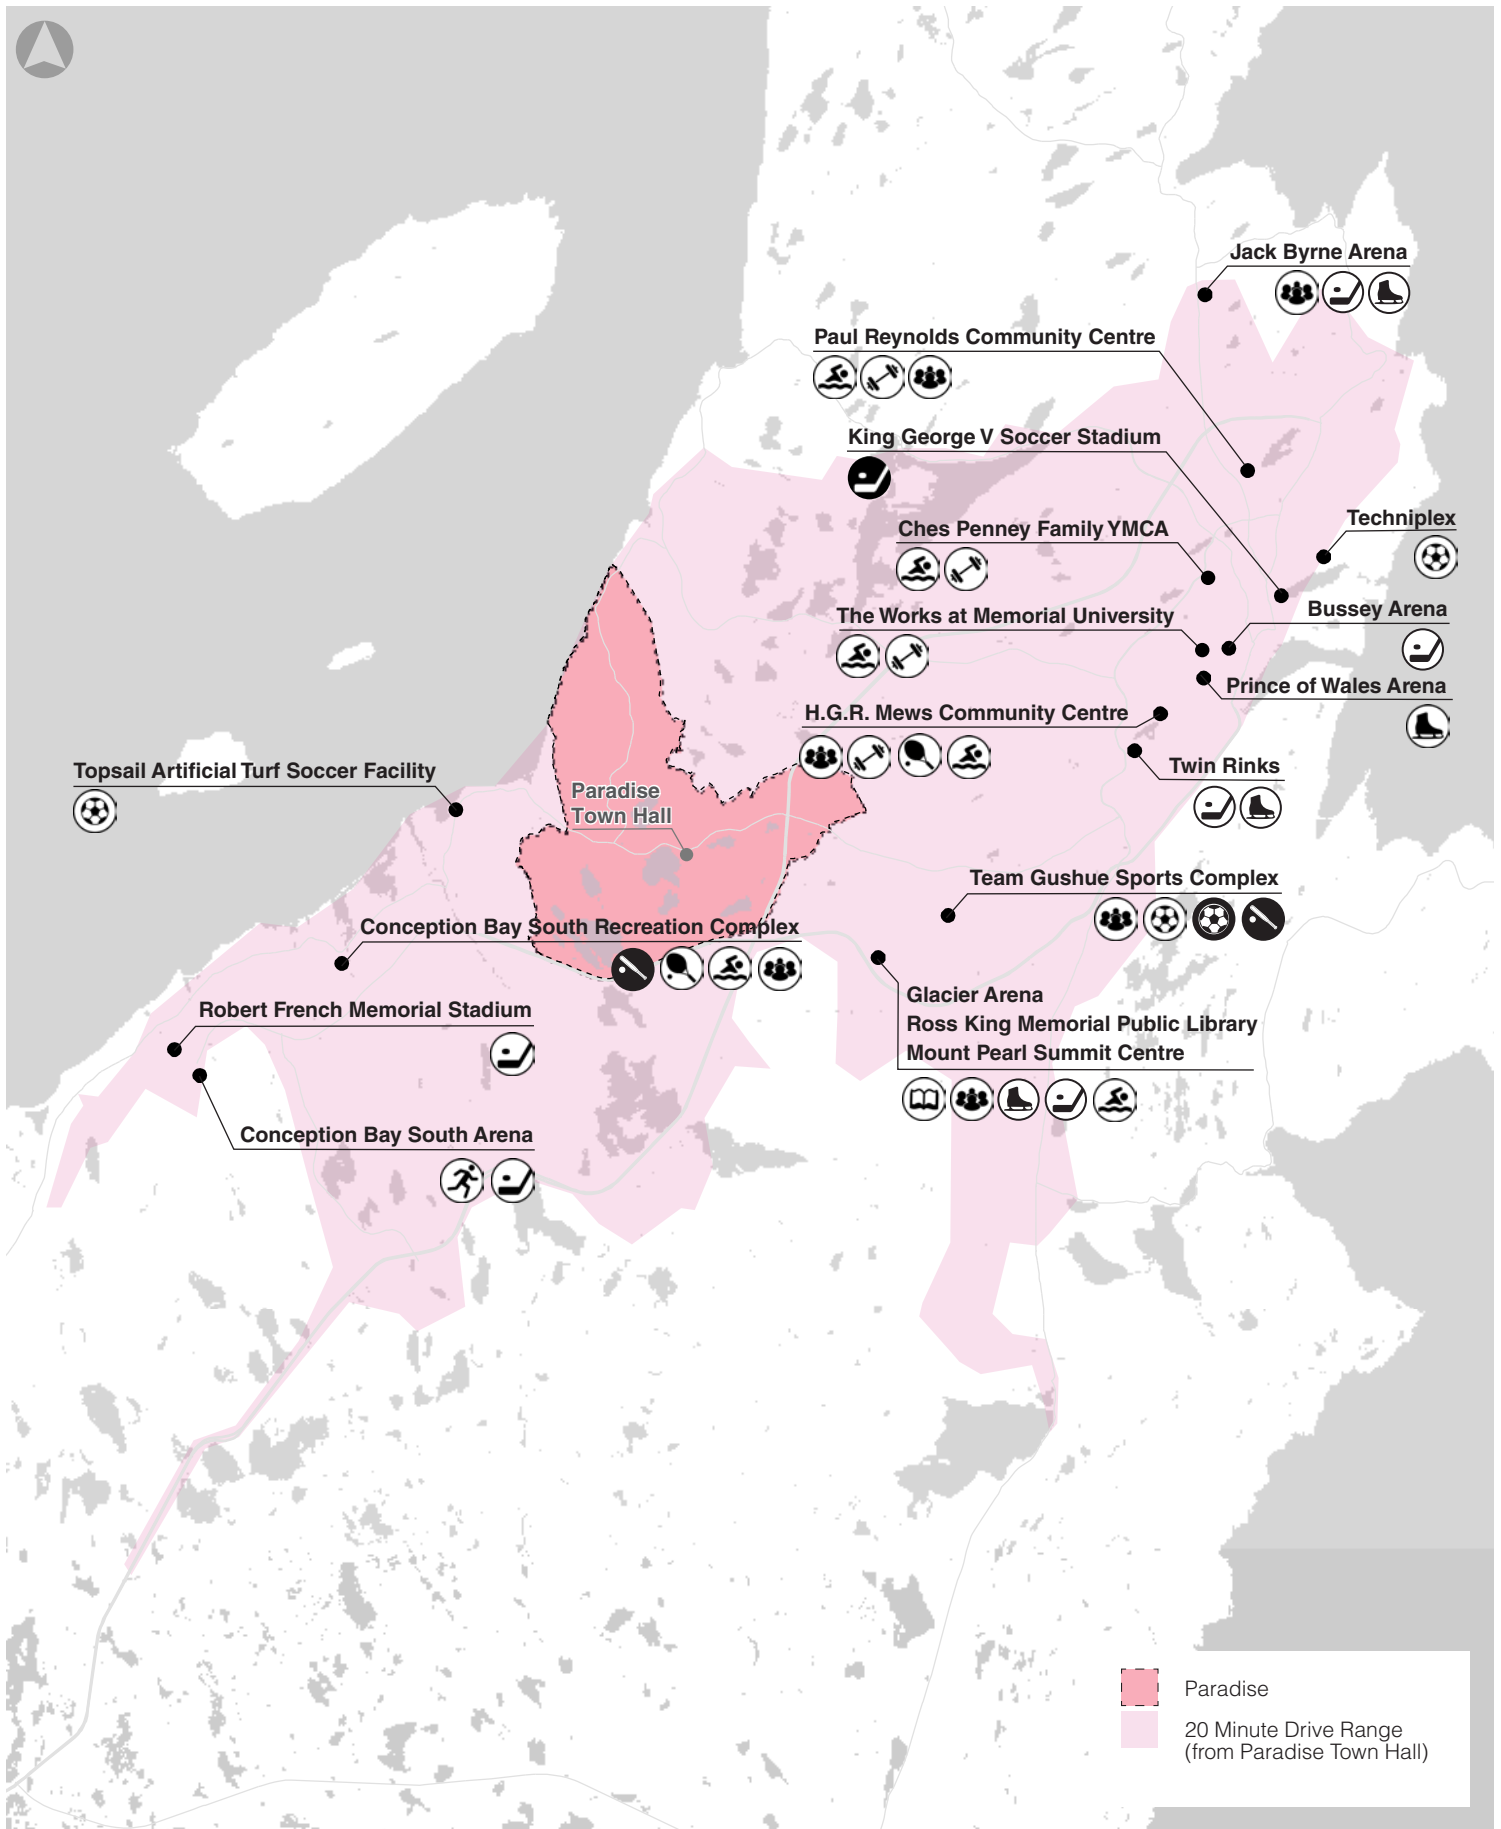 Jack Byrne Arena
Paul Reynolds Community Centre
King George V Soccer Stadium
Techniplex
Ches Penney Family YMCA
Bussey Arena
The Works at Memorial University
Prince of Wales Arena
H.G.R. Mews Community Centre
Twin Rinks
Topsail Artificial Turf Soccer Facility
Paradise
Town Hall
Team Gushue Sports Complex
Conception Bay South Recreation Complex
Glacier Arena
Ross King Memorial Public Library
Mount Pearl Summit Centre
Robert French Memorial Stadium
Conception Bay South Arena
Paradise
20 Minute Drive Range
(from Paradise Town Hall)